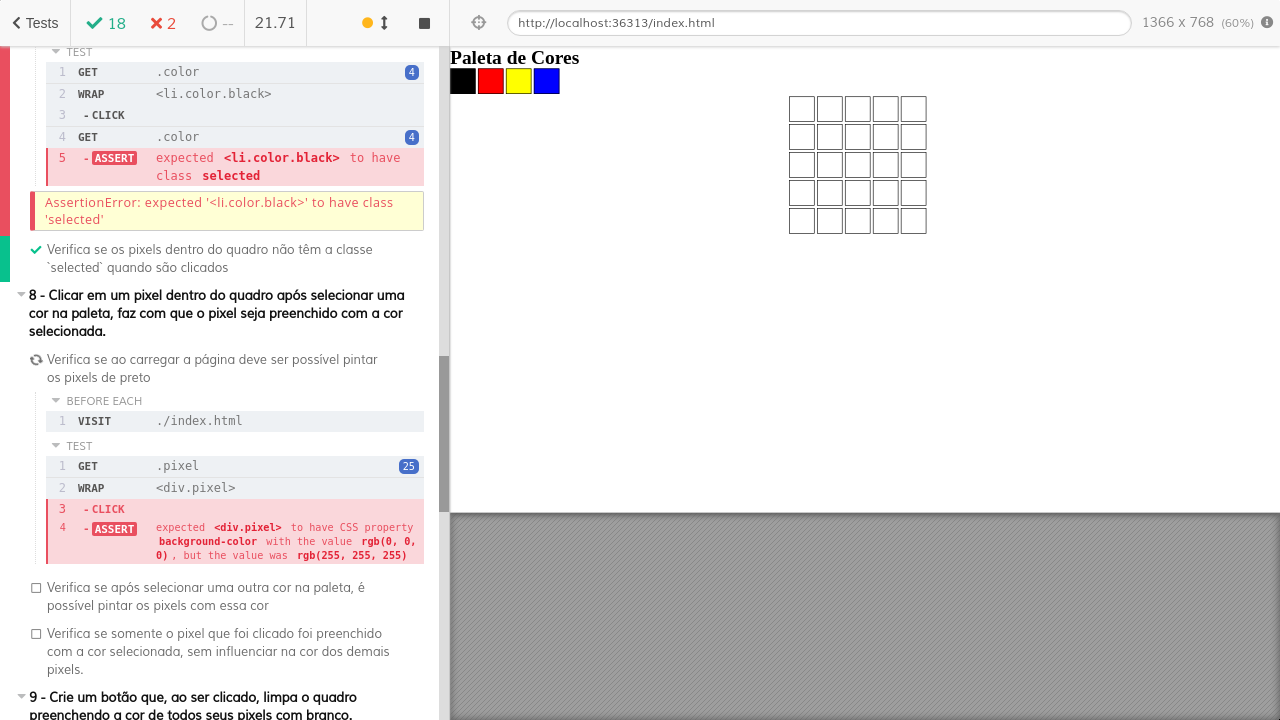 Tests 18 2 -- 21.71
http://localhost:36313/index.html 1366 x 768 (60%)
TEST
1 GET .color 4
2 WRAP <li.color.black>
3 - CLICK
4 GET .color 4
5 - ASSERT expected <li.color.black> to have
class selected
AssertionError: expected '<li.color.black>' to have class
'selected'
Verifica se os pixels dentro do quadro não têm a classe
`selected` quando são clicados
8 - Clicar em um pixel dentro do quadro após selecionar uma
cor na paleta, faz com que o pixel seja preenchido com a cor
selecionada.
Verifica se ao carregar a página deve ser possível pintar
os pixels de preto
BEFORE EACH
1 VISIT ./index.html
TEST
1 GET .pixel 25
2 WRAP <div.pixel>
3 - CLICK
4 - ASSERT expected <div.pixel> to have CSS property
background-color with the value rgb(0, 0,
0) , but the value was rgb(255, 255, 255)
Verifica se após selecionar uma outra cor na paleta, é
possível pintar os pixels com essa cor
Verifica se somente o pixel que foi clicado foi preenchido
com a cor selecionada, sem influenciar na cor dos demais
pixels.
9 - Crie um botão que, ao ser clicado, limpa o quadro
preenchendo a cor de todos seus pixels com branco.
Paleta de Cores